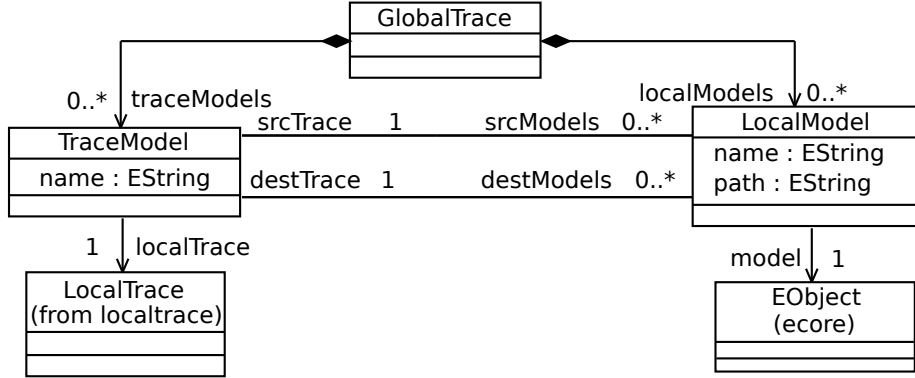 GlobalTrace
0..* traceModels
localModels 0..*
TraceModel
name : EString
srcTrace 1 srcModels 0..*
destTrace 1 destModels 0..*
LocalModel
name : EString
path : EString
1 localTrace
model 1
LocalTrace
(from localtrace)
EObject
(ecore)